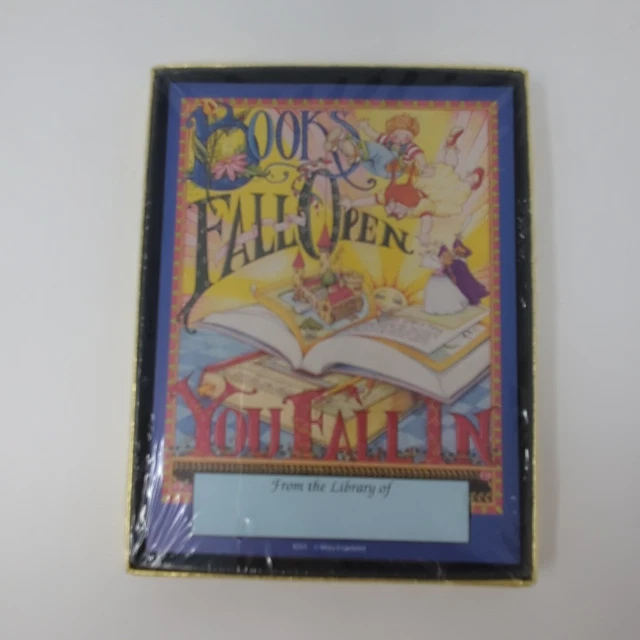 BOOKS
FALL OPEN
YOU FALL IN
From the Library of